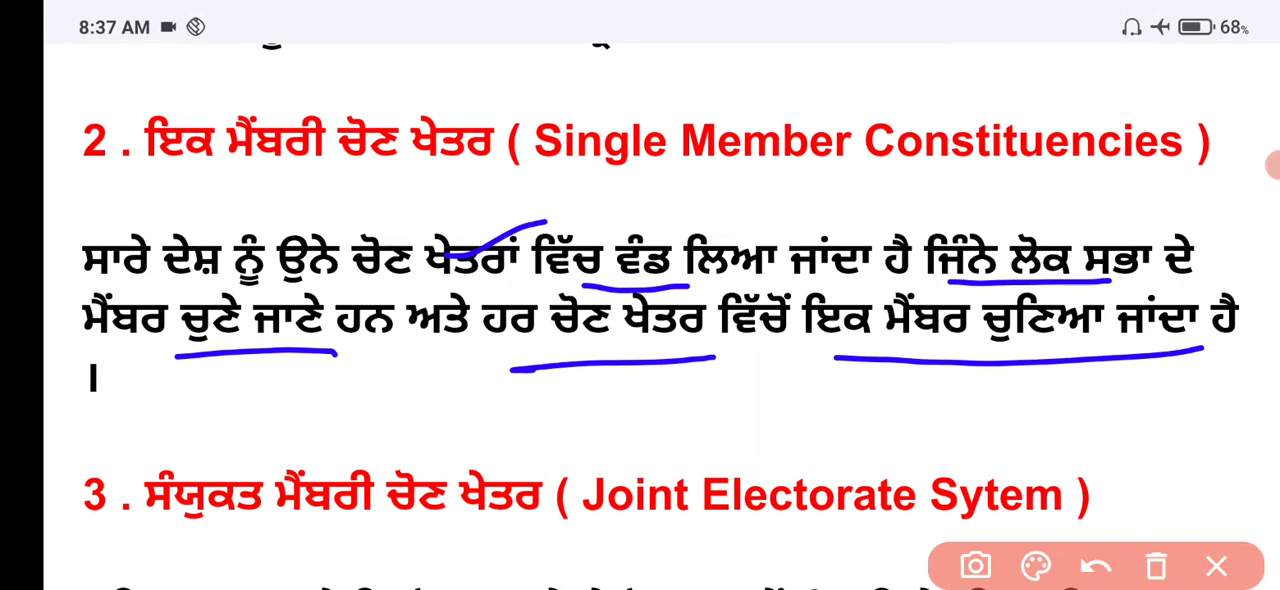 8:37 AM
68%
2 . ਇਕ ਮੈਂਬਰੀ ਚੋਣ ਖੇਤਰ ( Single Member Constituencies )
ਸਾਰੇ ਦੇਸ਼ ਨੂੰ ਉਨੇ ਚੋਣ ਖੇਤਰਾਂ ਵਿੱਚ ਵੰਡ ਲਿਆ ਜਾਂਦਾ ਹੈ ਜਿੰਨੇ ਲੋਕ ਸਭਾ ਦੇ
ਮੈਂਬਰ ਚੁਣੇ ਜਾਣੇ ਹਨ ਅਤੇ ਹਰ ਚੋਣ ਖੇਤਰ ਵਿੱਚੋਂ ਇਕ ਮੈਂਬਰ ਚੁਣਿਆ ਜਾਂਦਾ ਹੈ
।
3 . ਸੰਯੁਕਤ ਮੈਂਬਰੀ ਚੋਣ ਖੇਤਰ ( Joint Electorate Sytem )